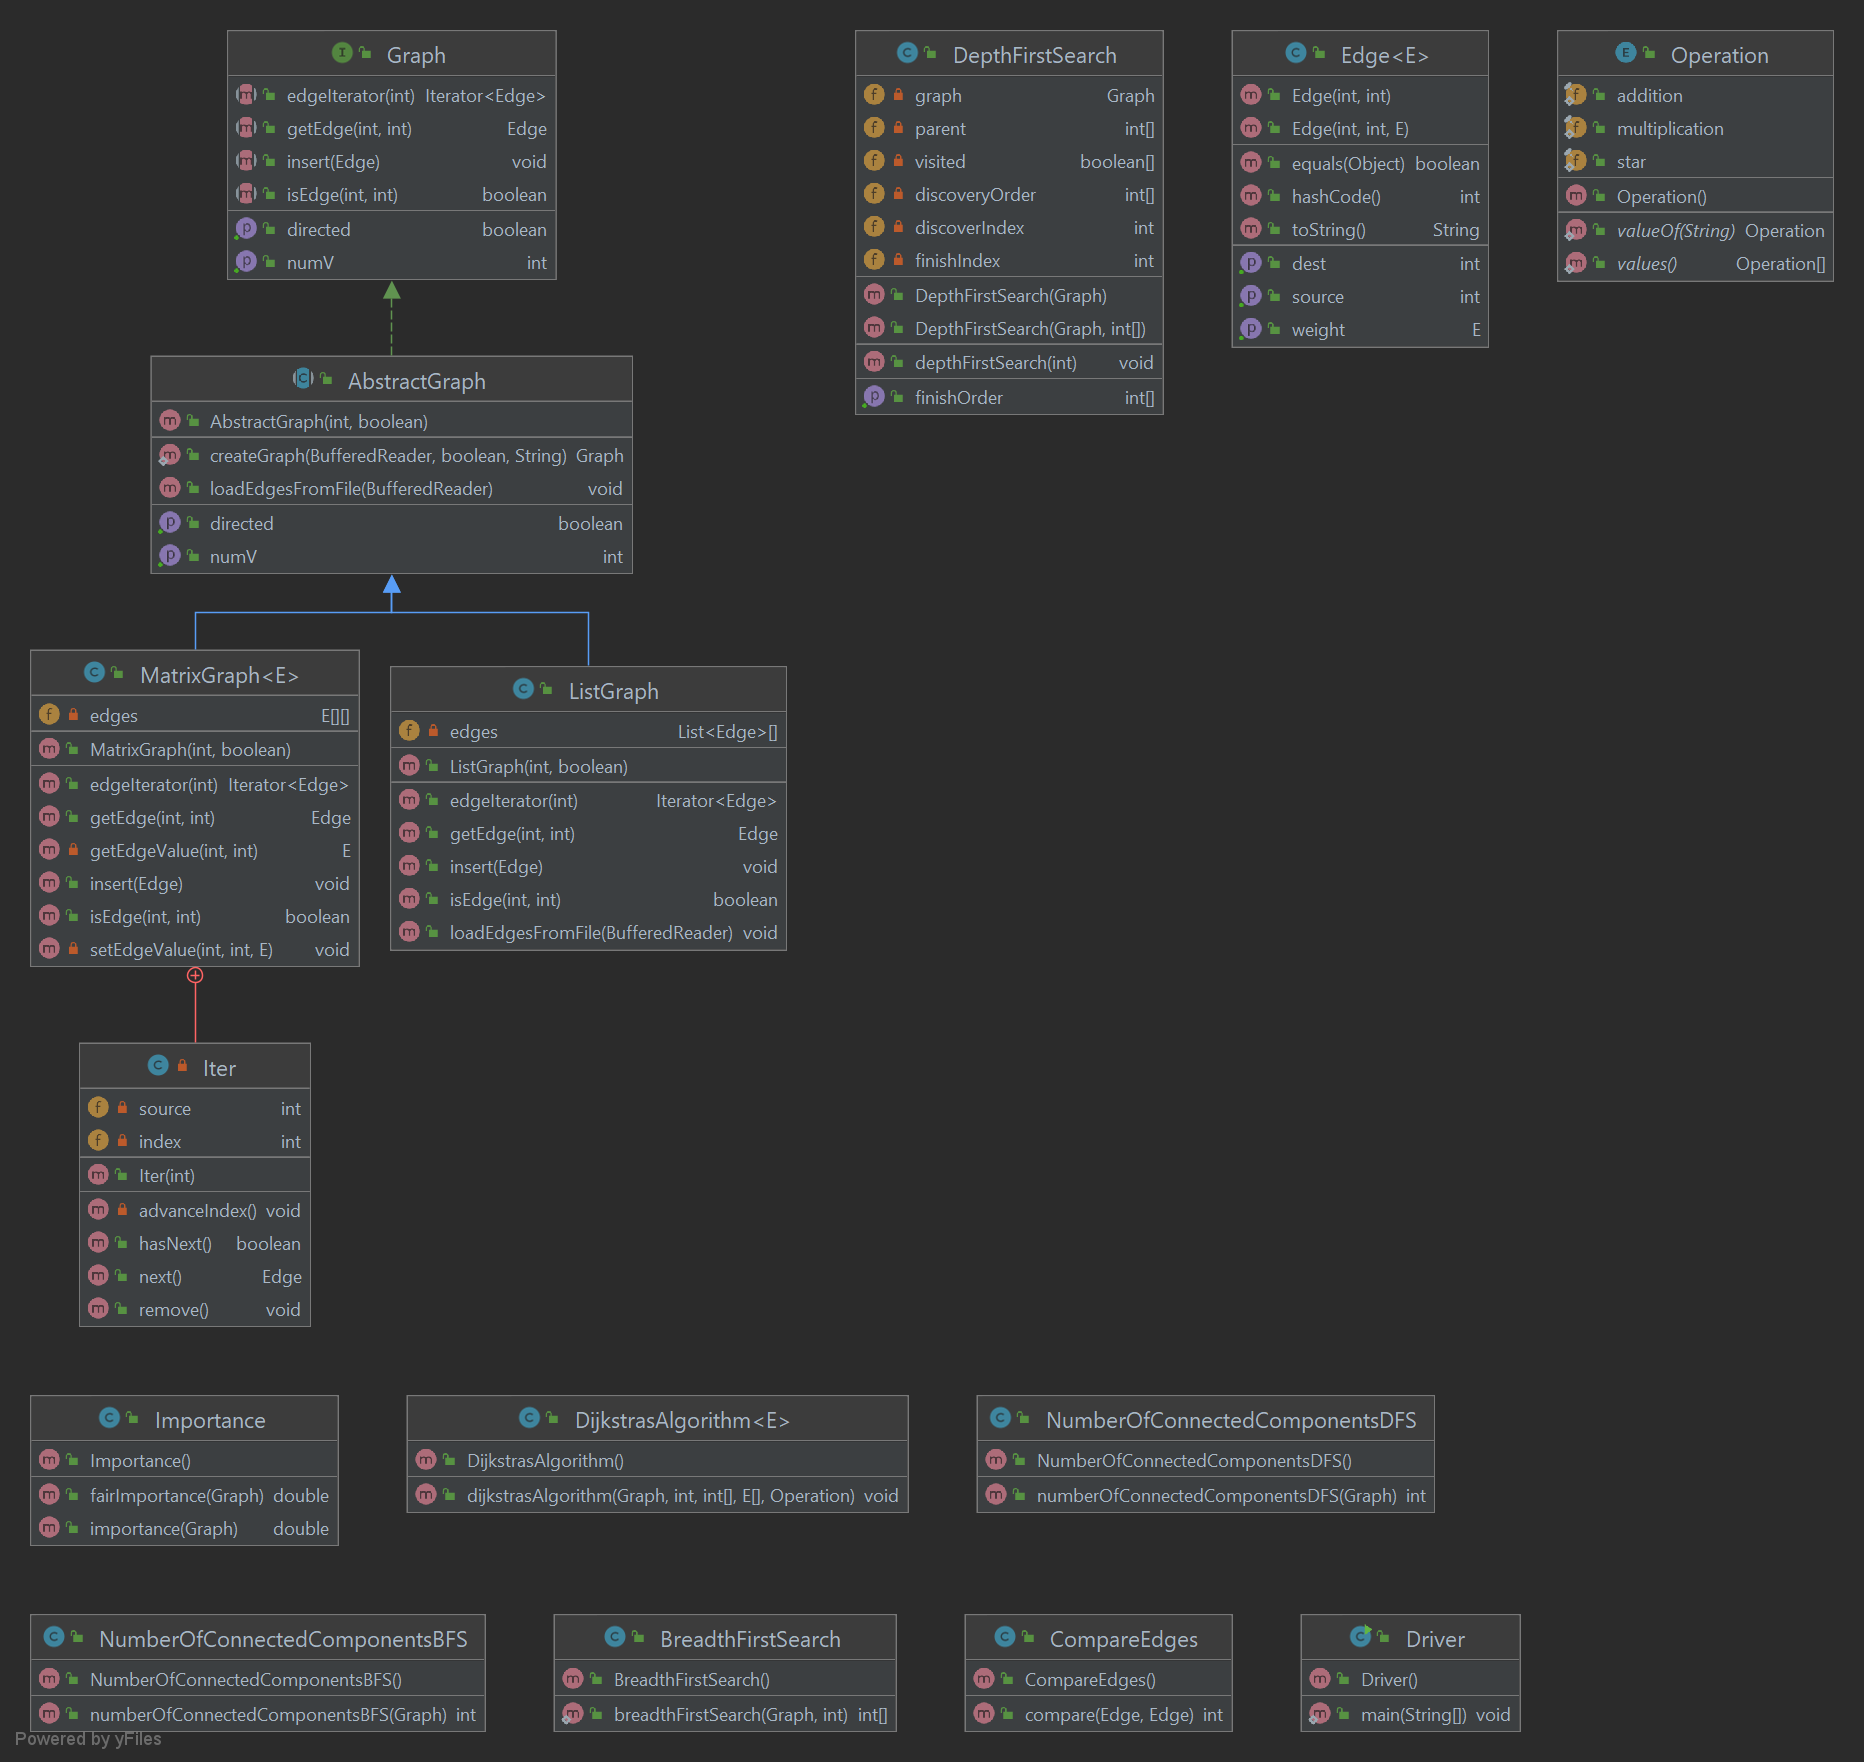 Graph
edgeIterator(int) Iterator<Edge>
getEdge(int, int) Edge
insert(Edge) void
isEdge(int, int) boolean
directed boolean
numV int
AbstractGraph
AbstractGraph(int, boolean)
createGraph(BufferedReader, boolean, String) Graph
loadEdgesFromFile(BufferedReader) void
directed boolean
numV int
MatrixGraph<E>
edges E[][]
MatrixGraph(int, boolean)
edgeIterator(int) Iterator<Edge>
getEdge(int, int) Edge
getEdgeValue(int, int) E
insert(Edge) void
isEdge(int, int) boolean
setEdgeValue(int, int, E) void
ListGraph
edges List<Edge>[]
ListGraph(int, boolean)
edgeIterator(int) Iterator<Edge>
getEdge(int, int) Edge
insert(Edge) void
isEdge(int, int) boolean
loadEdgesFromFile(BufferedReader) void
Iter
source int
index int
Iter(int)
advanceIndex() void
hasNext() boolean
next() Edge
remove() void
DepthFirstSearch
graph Graph
parent int[]
visited boolean[]
discoveryOrder int[]
discoverIndex int
finishIndex int
DepthFirstSearch(Graph)
DepthFirstSearch(Graph, int[])
depthFirstSearch(int) void
finishOrder int[]
Edge<E>
Edge(int, int)
Edge(int, int, E)
equals(Object) boolean
hashCode() int
toString() String
dest int
source int
weight E
Operation
addition
multiplication
star
Operation()
valueOf(String) Operation
values() Operation[]
Importance
Importance()
fairImportance(Graph) double
importance(Graph) double
DijkstrasAlgorithm<E>
DijkstrasAlgorithm()
dijkstrasAlgorithm(Graph, int, int[], E[], Operation) void
NumberOfConnectedComponentsDFS
NumberOfConnectedComponentsDFS()
numberOfConnectedComponentsDFS(Graph) int
NumberOfConnectedComponentsBFS
NumberOfConnectedComponentsBFS()
numberOfConnectedComponentsBFS(Graph) int
BreadthFirstSearch
BreadthFirstSearch()
breadthFirstSearch(Graph, int) int[]
CompareEdges
CompareEdges()
compare(Edge, Edge) int
Driver
Driver()
main(String[]) void
Powered by yFiles